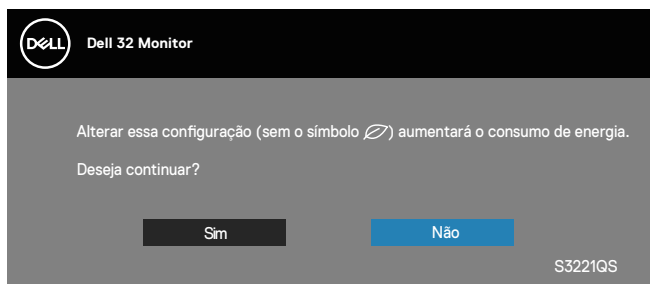 DELL
Dell 32 Monitor
Alterar essa configuração (sem o símbolo ) aumentará o consumo de energia.
Deseja continuar?
Sim
Não
S3221QS